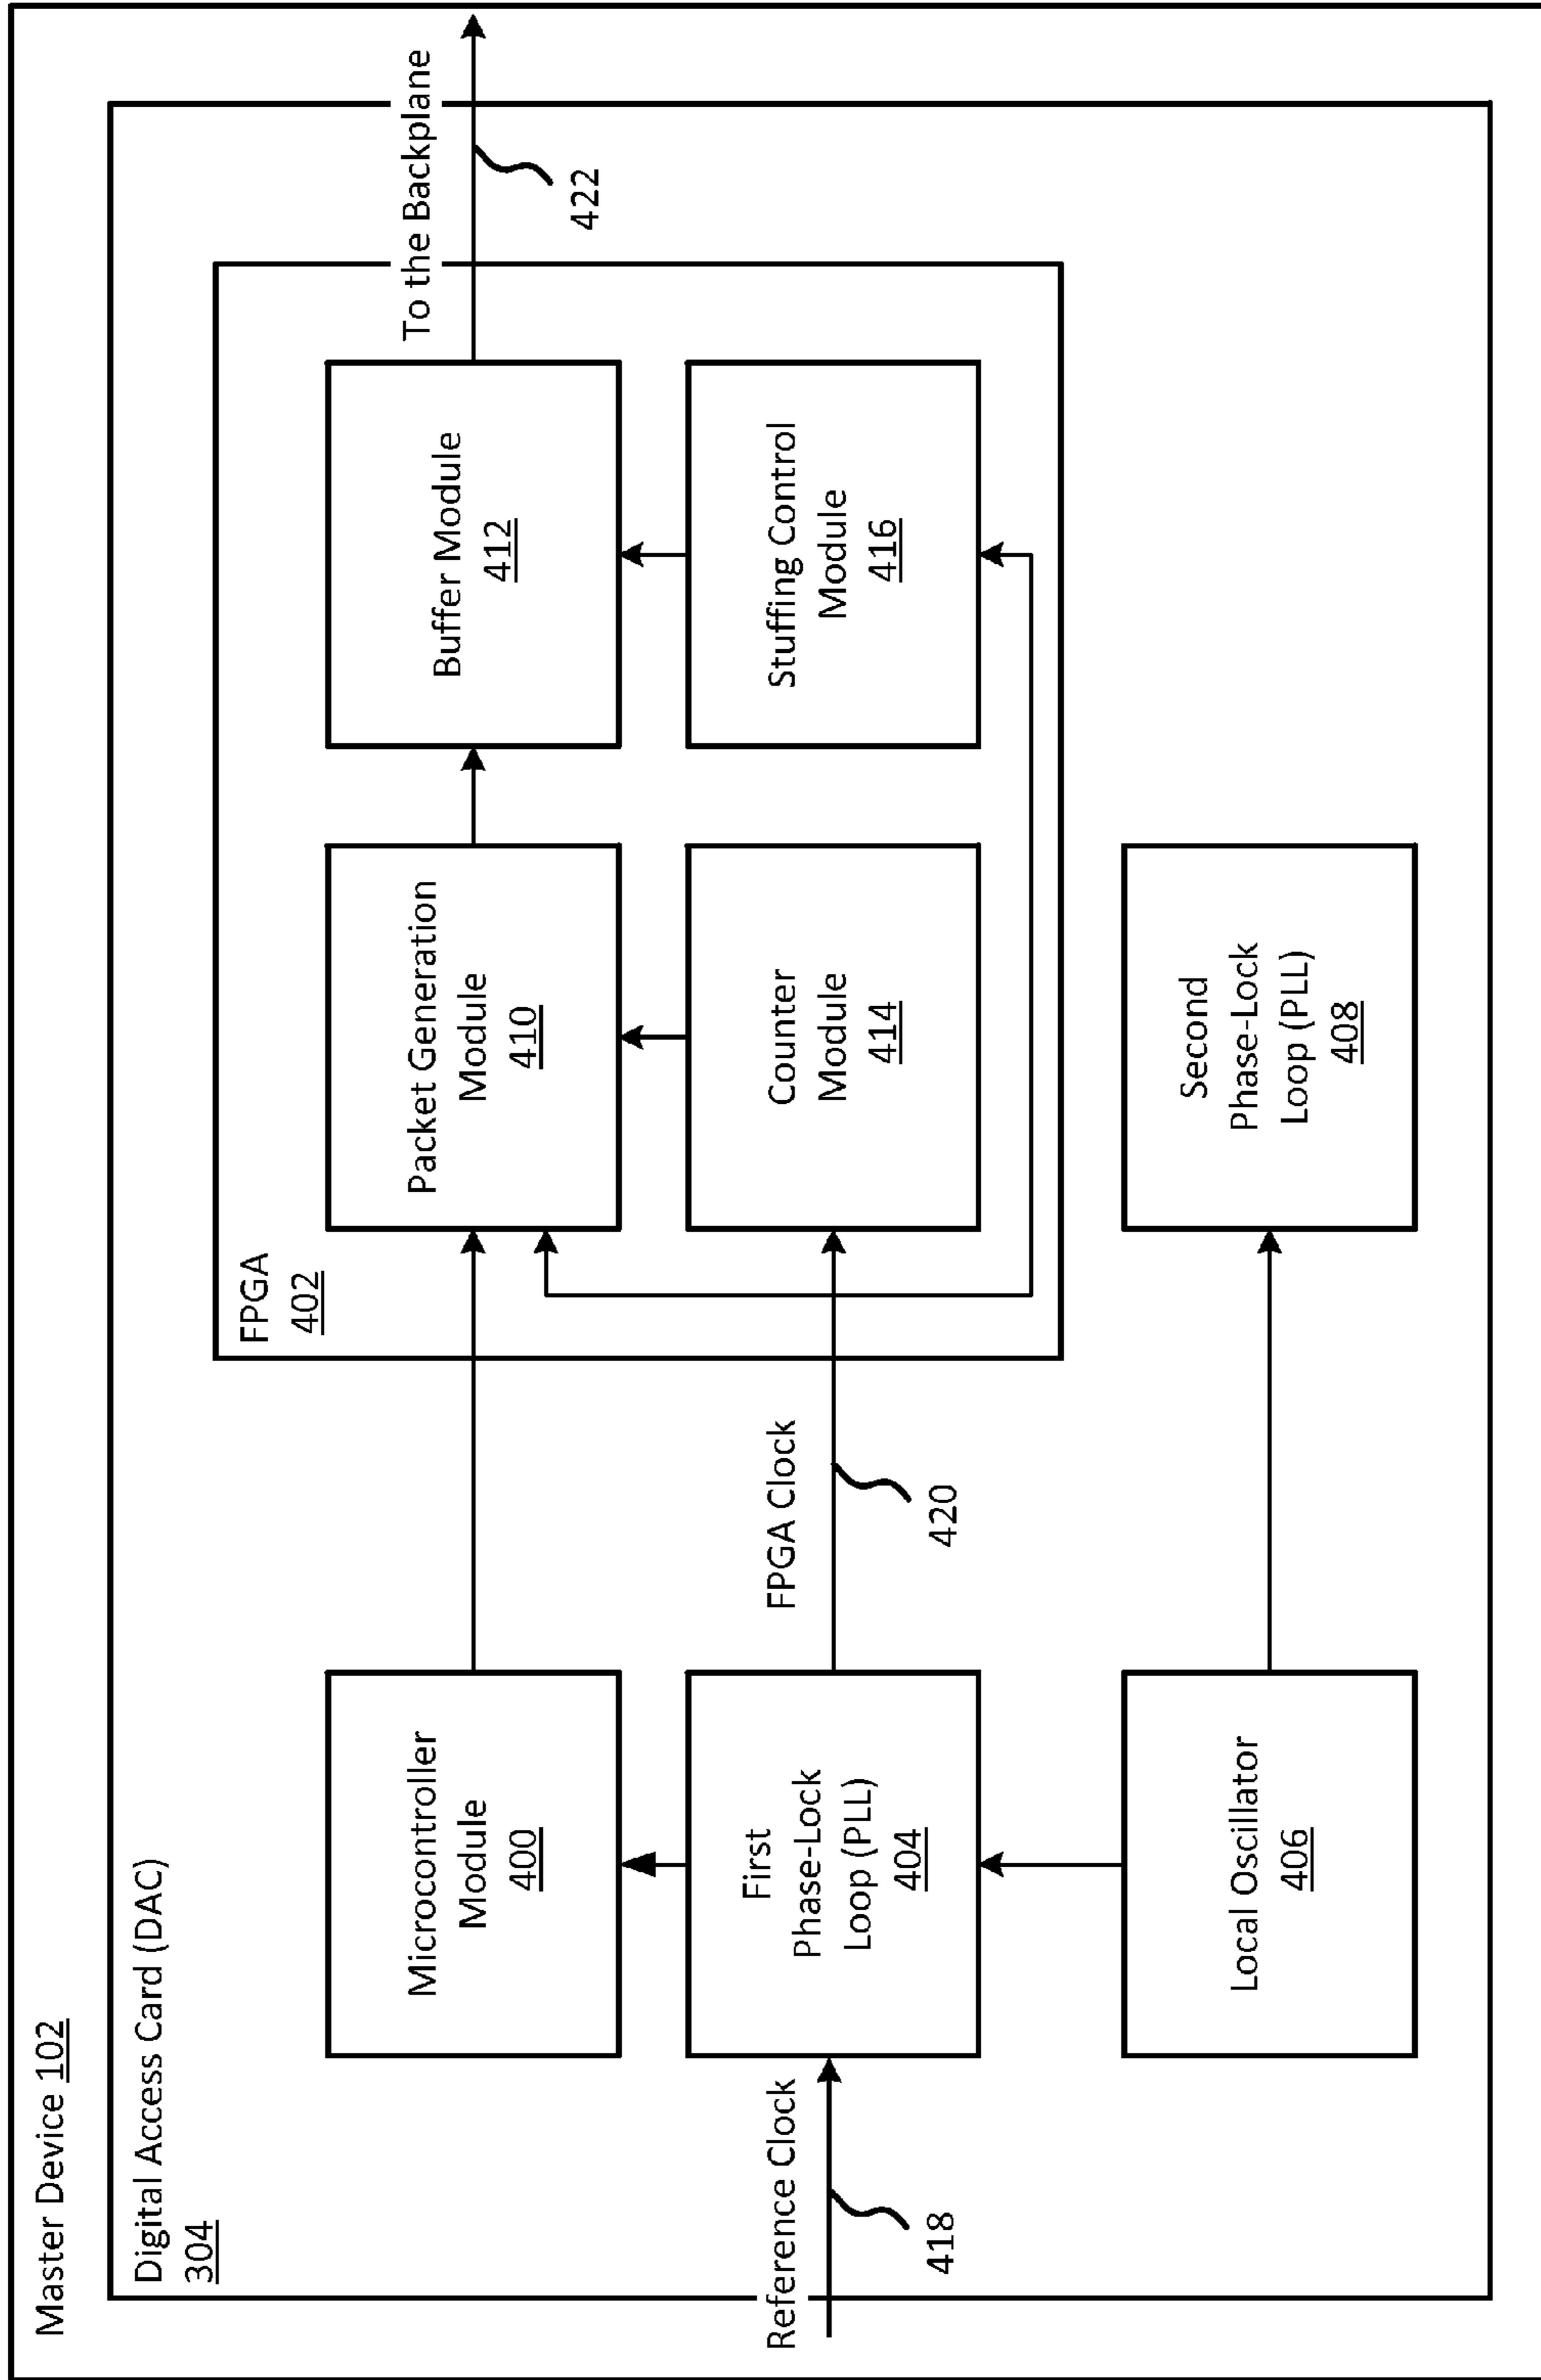 Master Device 102
Digital Access Card (DAC)
304
FPGA
402
To the Backplane
422
Microcontroller
Module
400
Packet Generation
Module
410
Buffer Module
412
Reference Clock
418
First
Phase-Lock
Loop (PLL)
404
FPGA Clock
420
Counter
Module
414
Stuffing Control
Module
416
Local Oscillator
406
Second
Phase-Lock
Loop (PLL)
408